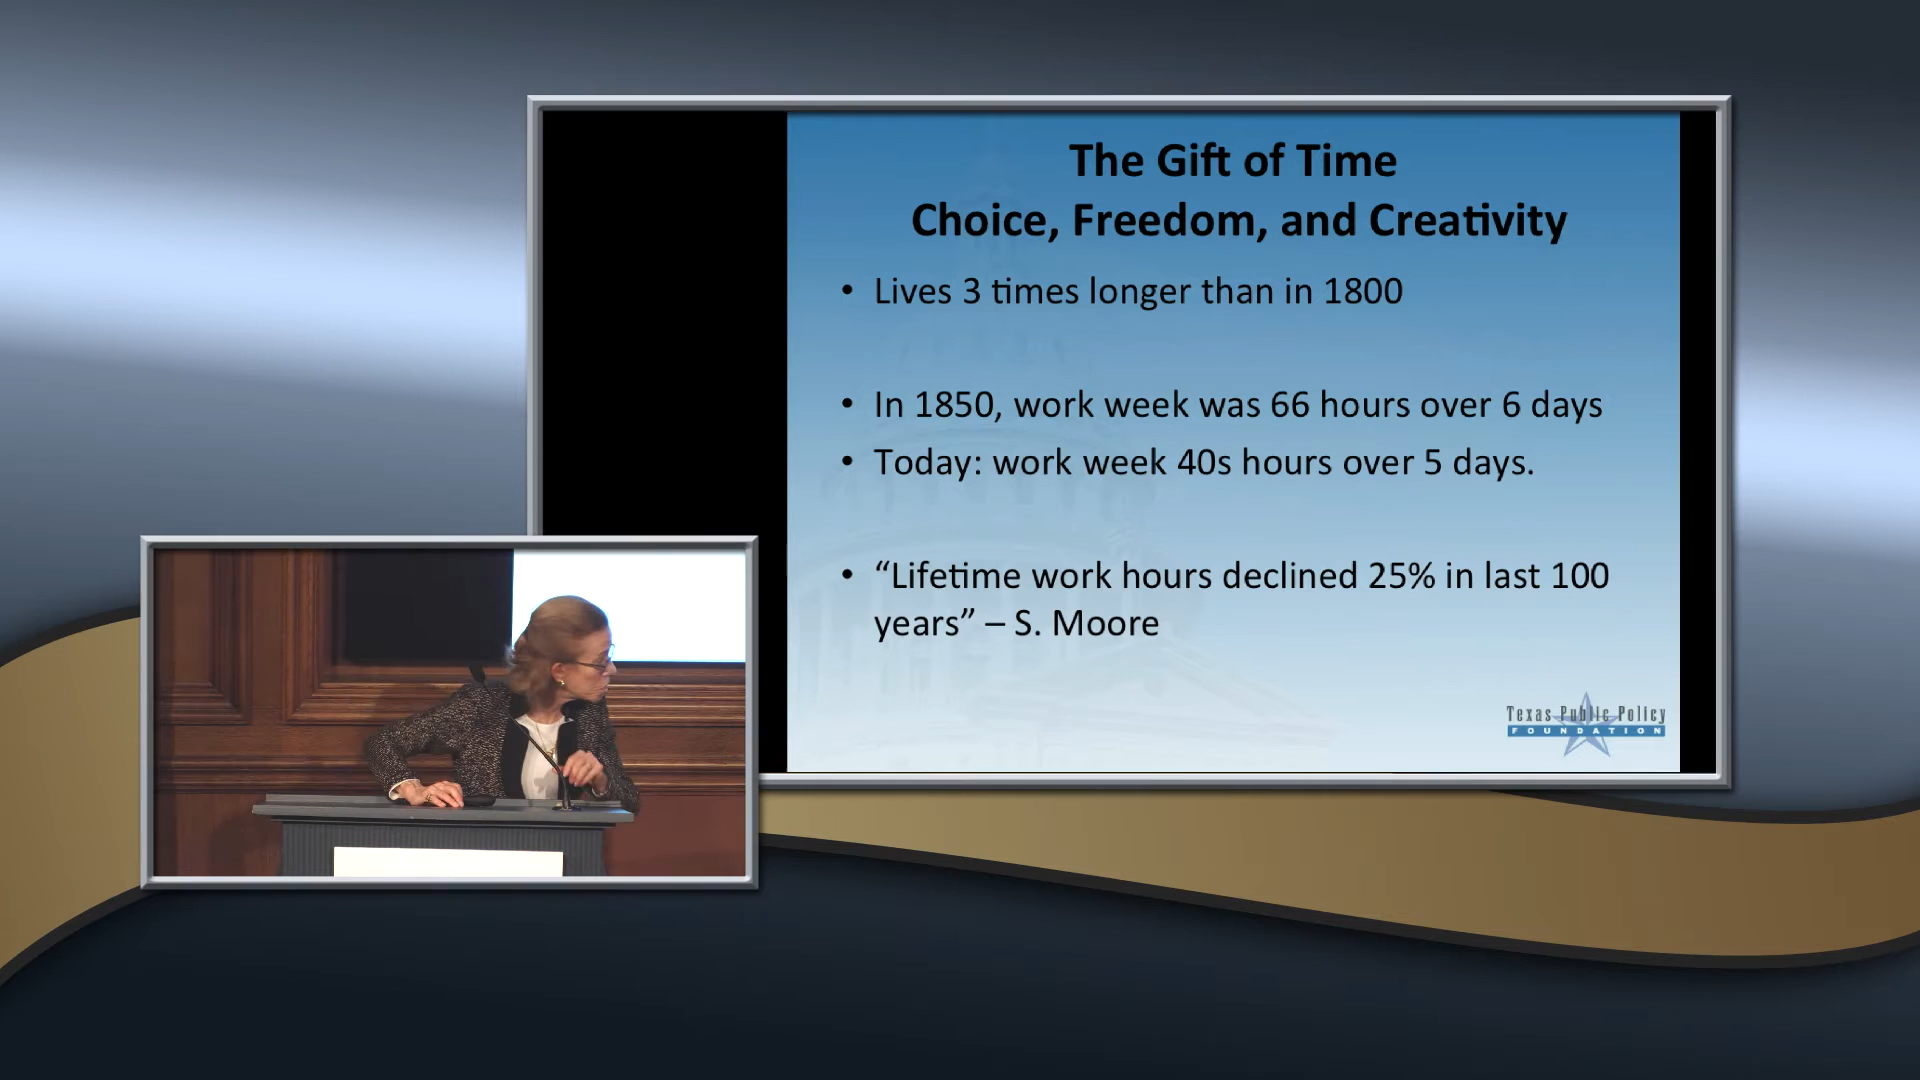 The Gift of Time
Choice, Freedom, and Creativity
• Lives 3 times longer than in 1800
• In 1850, work week was 66 hours over 6 days
• Today: work week 40s hours over 5 days.
• “Lifetime work hours declined 25% in last 100
years” – S. Moore
Texas Public Policy
FOUNDATION